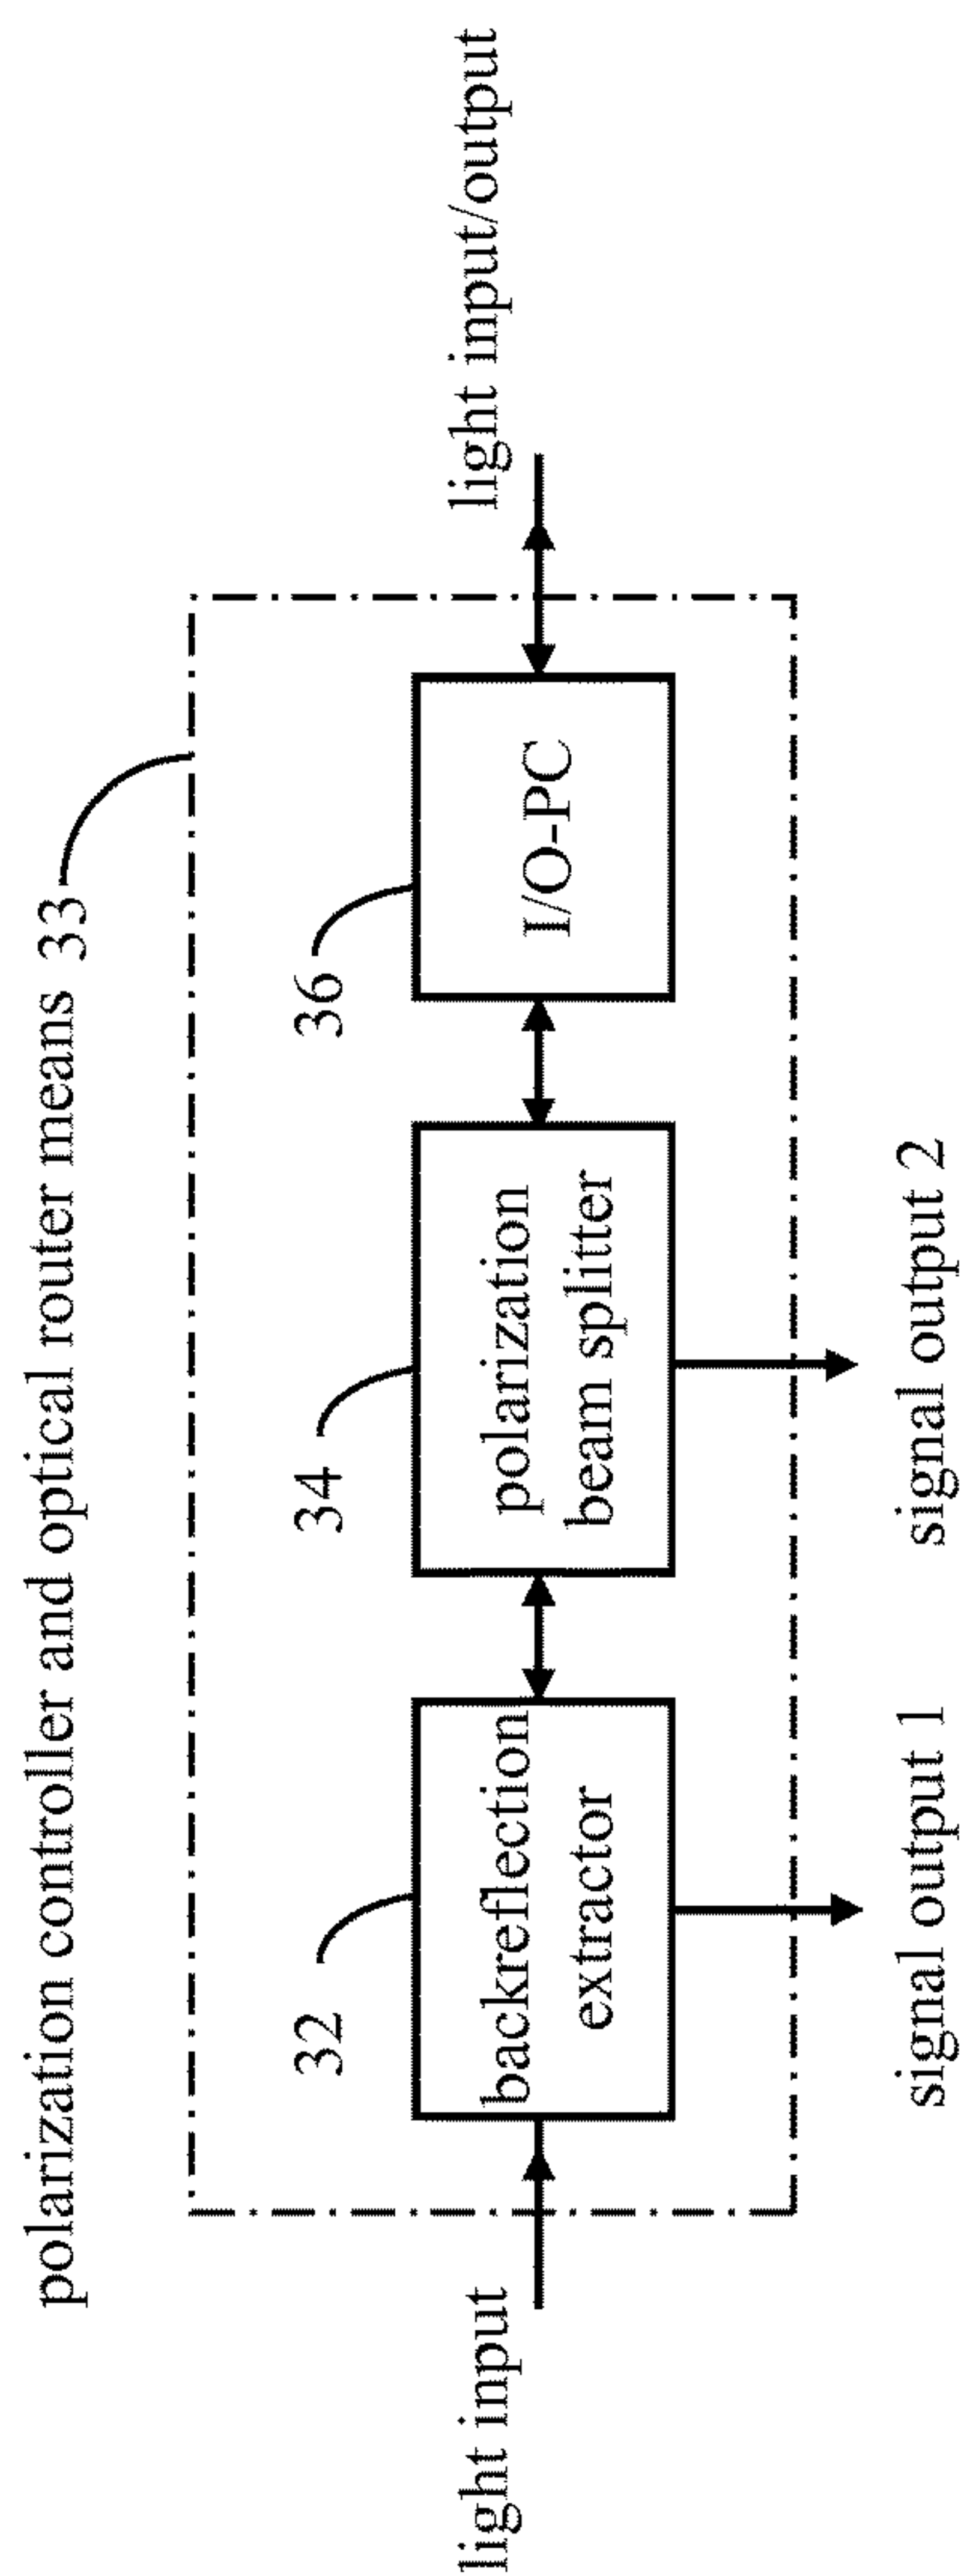 polarization controller and optical router means 33
32
34
36
light input
backreflection
extractor
polarization
beam splitter
I/O-PC
light input/output
signal output 1
signal output 2